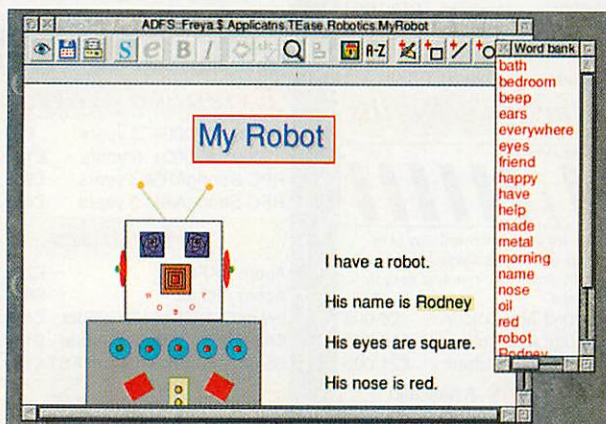 ADFS::Freya.$.Applicatns.TEase.Robotics.MyRobot
S e B I A-Z
Word bank
bath
bedroom
beep
ears
everywhere
eyes
friend
happy
have
help
made
metal
morning
name
nose
oil
red
robot
Rodney
My Robot
ROBOT
I have a robot.
His name is Rodney
His eyes are square.
His nose is red.